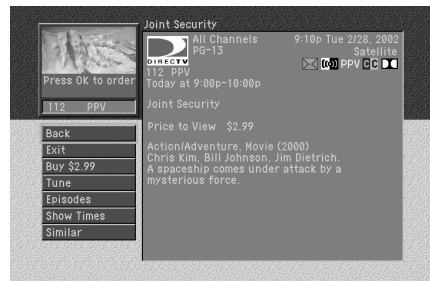 Joint Security
All Channels 9:10p Tue 2/28, 2002
PG-13 Satellite
DIRECTV
PPV CC
112 PPV
Today at 9:00p-10:00p
Press OK to order
112 PPV
Joint Security
Price to View $2.99
Action/Adventure, Movie (2000)
Chris Kim, Bill Johnson, Jim Dietrich.
A spaceship comes under attack by a
mysterious force.
Back
Exit
Buy $2.99
Tune
Episodes
Show Times
Similar